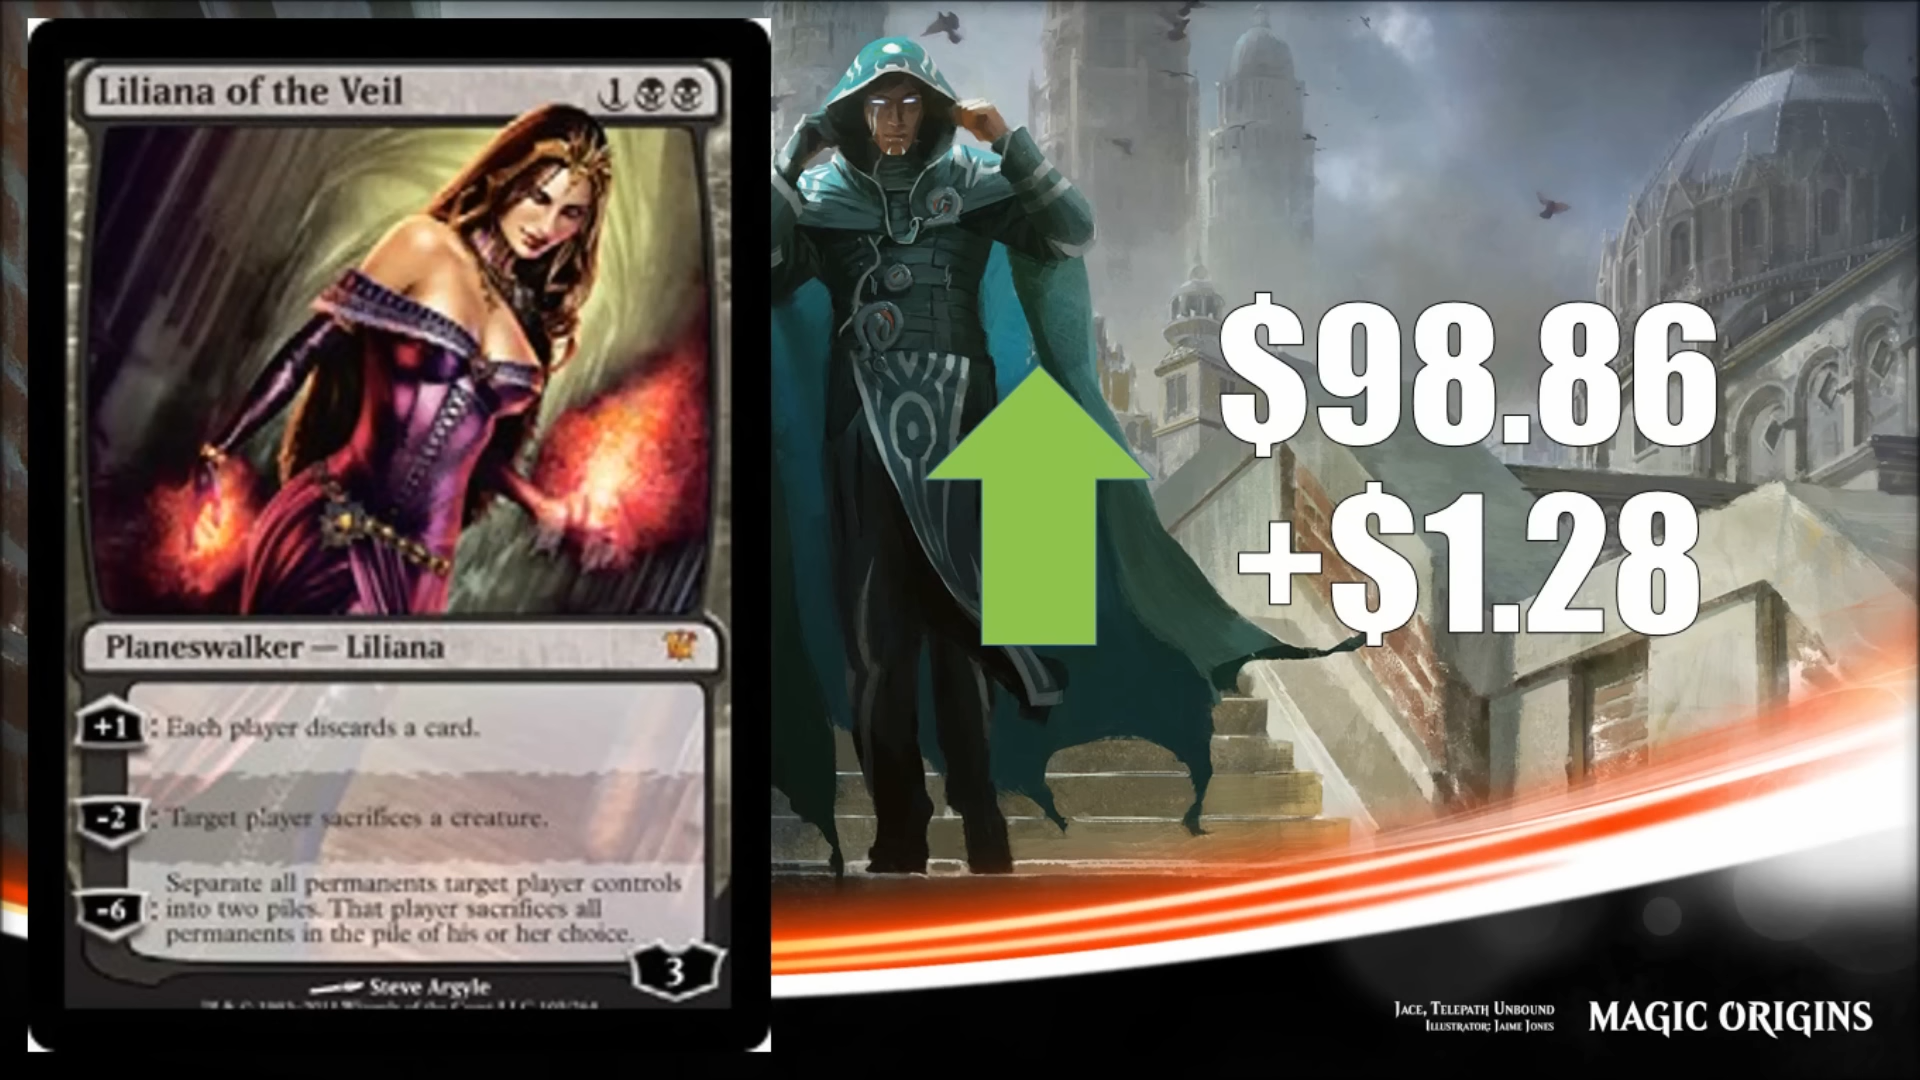 Liliana of the Veil 1
Planeswalker — Liliana
+1 : Each player discards a card.
-2 : Target player sacrifices a creature.
Separate all permanents target player controls
-6 : into two piles. That player sacrifices all
permanents in the pile of his or her choice.
3
Steve Argyle
$98.86
+$1.28
Jace, Telepath Unbound
Illustrator: Jaime Jones
MAGIC ORIGINS